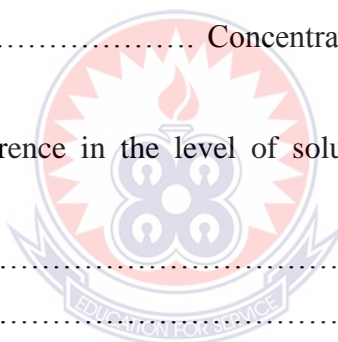 ................... Concentra
rence in the level of solu
................................
................................
EDUCATION FOR SERVICE